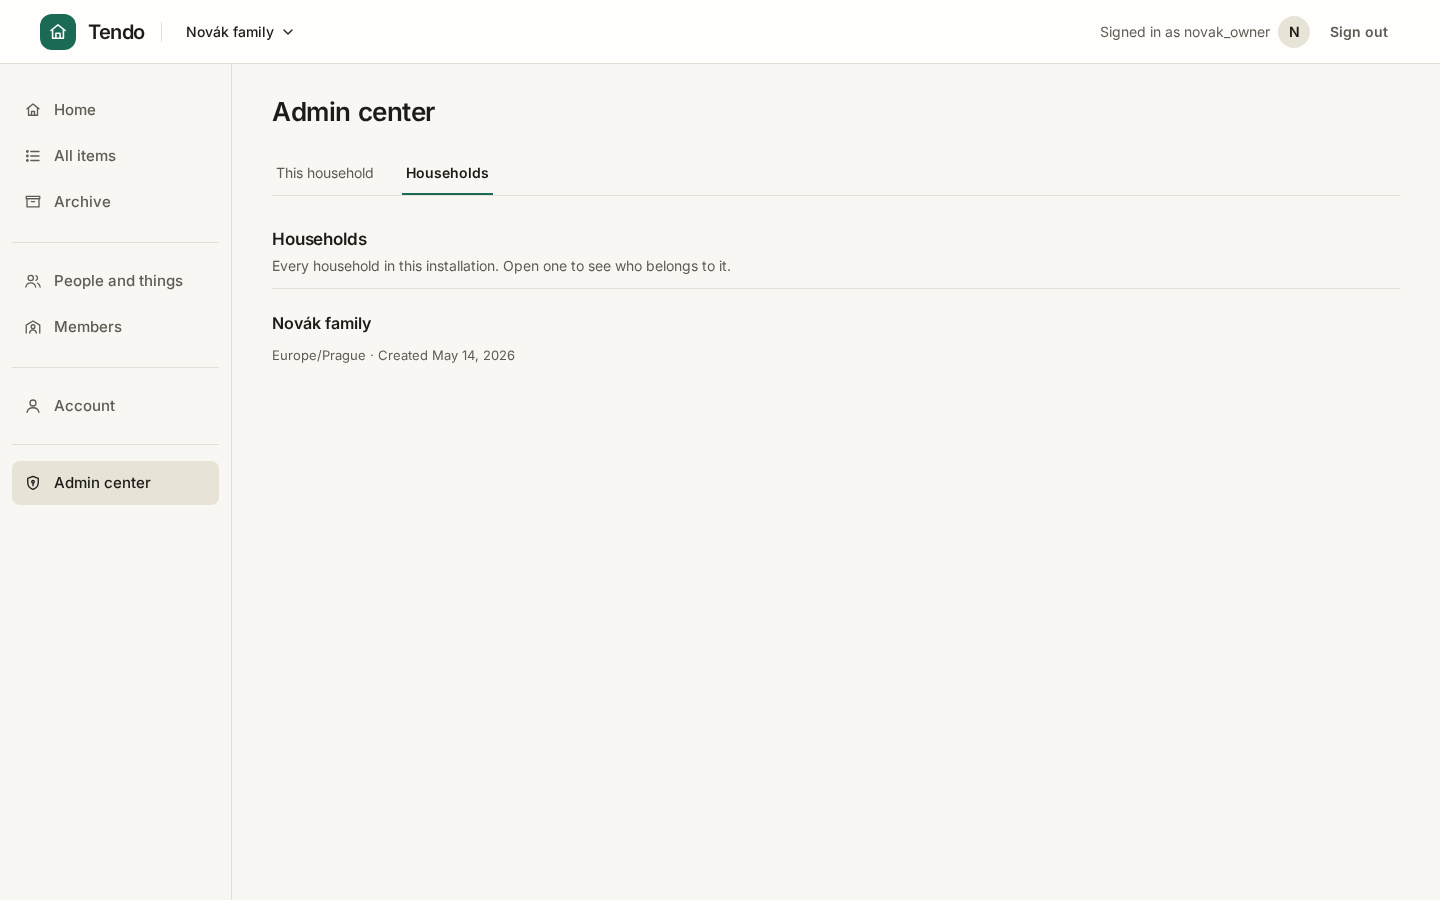 Tendo
Novák family
Signed in as novak_owner
N
Sign out
Home
All items
Archive
People and things
Members
Account
Admin center
Admin center
This household
Households
Households
Every household in this installation. Open one to see who belongs to it.
Novák family
Europe/Prague · Created May 14, 2026